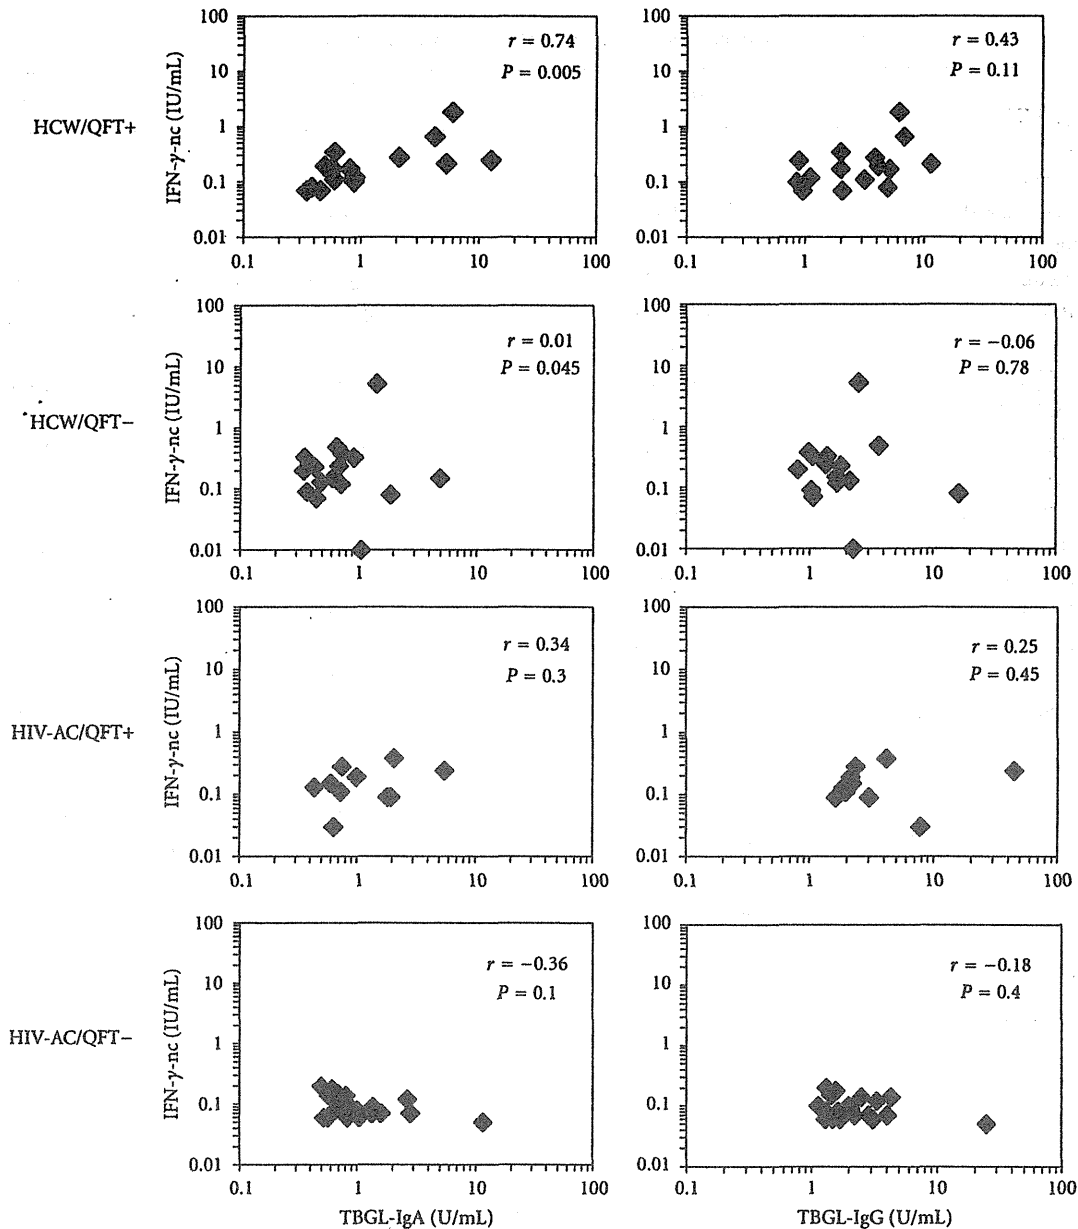 HCW/QFT+
IFN-γ-nc (IU/mL)
100
10
1
0.1
0.01
r = 0.74
P = 0.005
0.1 1 10 100
100
10
1
0.1
0.01
r = 0.43
P = 0.11
0.1 1 10 100
HCW/QFT−
IFN-γ-nc (IU/mL)
100
10
1
0.1
0.01
r = 0.01
P = 0.045
0.1 1 10 100
100
10
1
0.1
0.01
r = −0.06
P = 0.78
0.1 1 10 100
HIV-AC/QFT+
IFN-γ-nc (IU/mL)
100
10
1
0.1
0.01
r = 0.34
P = 0.3
0.1 1 10 100
100
10
1
0.1
0.01
r = 0.25
P = 0.45
0.1 1 10 100
HIV-AC/QFT−
IFN-γ-nc (IU/mL)
100
10
1
0.1
0.01
r = −0.36
P = 0.1
0.1 1 10 100
TBGL-IgA (U/mL)
100
10
1
0.1
0.01
r = −0.18
P = 0.4
0.1 1 10 100
TBGL-IgG (U/mL)